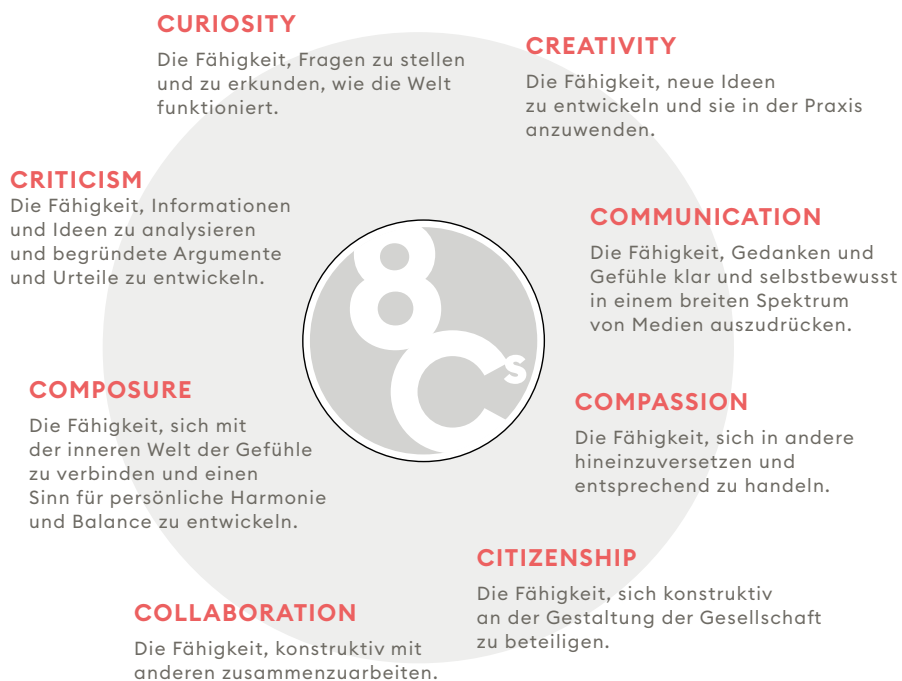 CURIOSITY
Die Fähigkeit, Fragen zu stellen
und zu erkunden, wie die Welt
funktioniert.
CREATIVITY
Die Fähigkeit, neue Ideen
zu entwickeln und sie in der Praxis
anzuwenden.
CRITICISM
Die Fähigkeit, Informationen
und Ideen zu analysieren
und begründete Argumente
und Urteile zu entwickeln.
COMMUNICATION
Die Fähigkeit, Gedanken und
Gefühle klar und selbstbewusst
in einem breiten Spektrum
von Medien auszudrücken.
8
Cs
COMPOSURE
Die Fähigkeit, sich mit
der inneren Welt der Gefühle
zu verbinden und einen
Sinn für persönliche Harmonie
und Balance zu entwickeln.
COMPASSION
Die Fähigkeit, sich in andere
hineinzuversetzen und
entsprechend zu handeln.
COLLABORATION
Die Fähigkeit, konstruktiv mit
anderen zusammenzuarbeiten.
CITIZENSHIP
Die Fähigkeit, sich konstruktiv
an der Gestaltung der Gesellschaft
zu beteiligen.